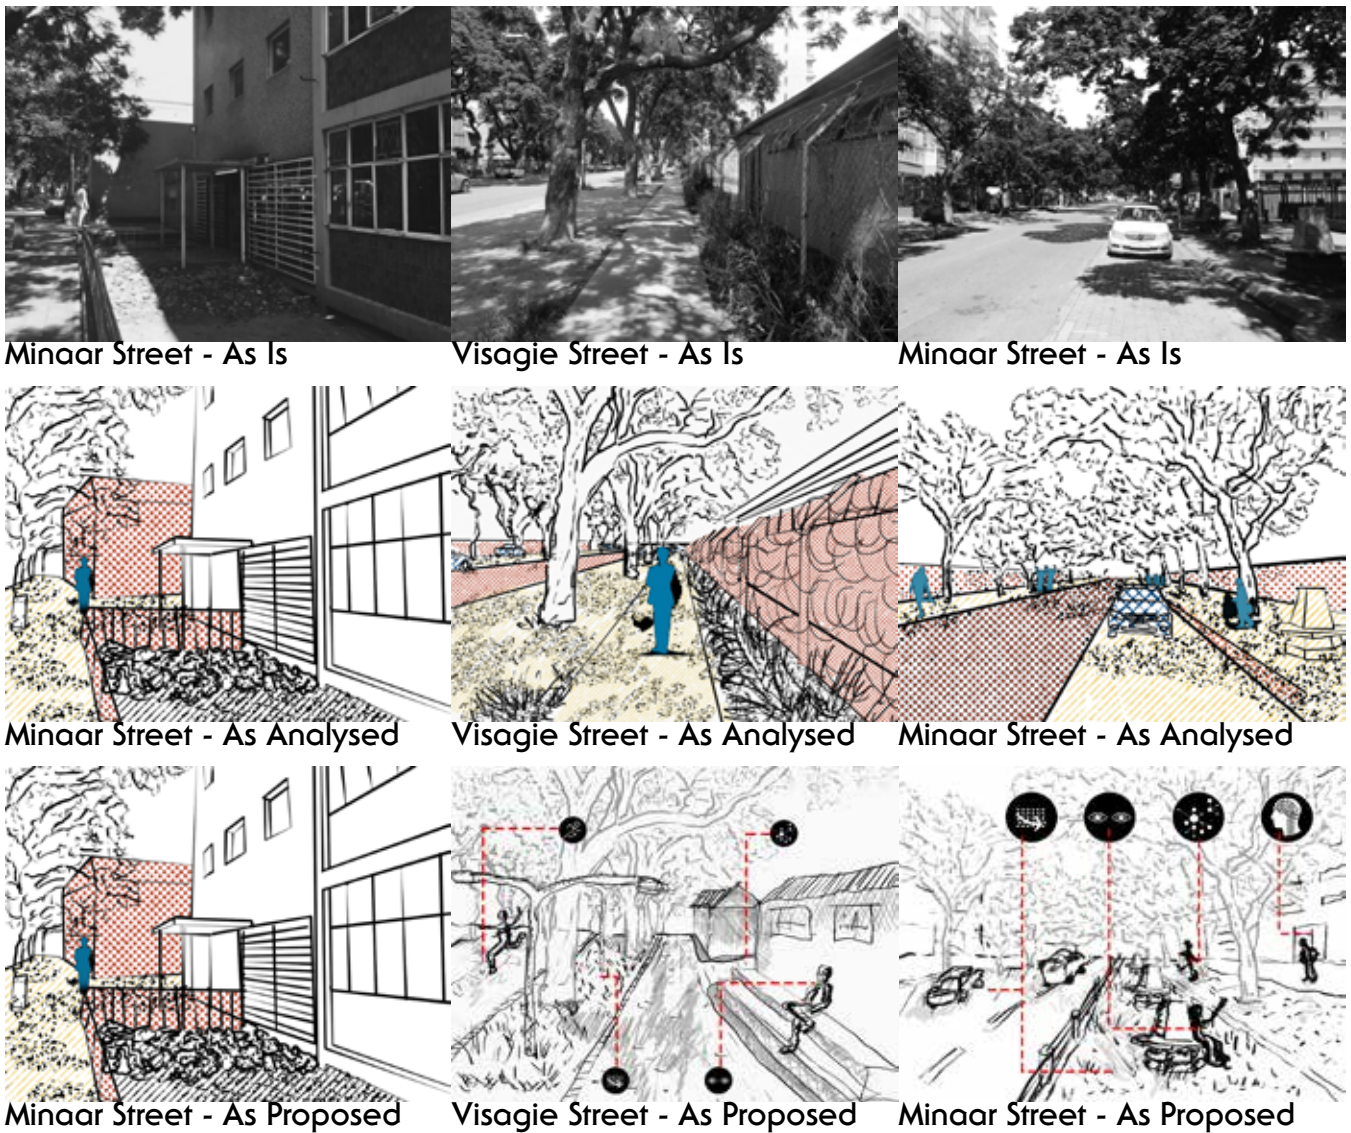 Minaar Street - As Is
Visagie Street - As Is
Minaar Street - As Is
Minaar Street - As Analysed
Visagie Street - As Analysed
Minaar Street - As Analysed
Minaar Street - As Proposed
Visagie Street - As Proposed
Minaar Street - As Proposed